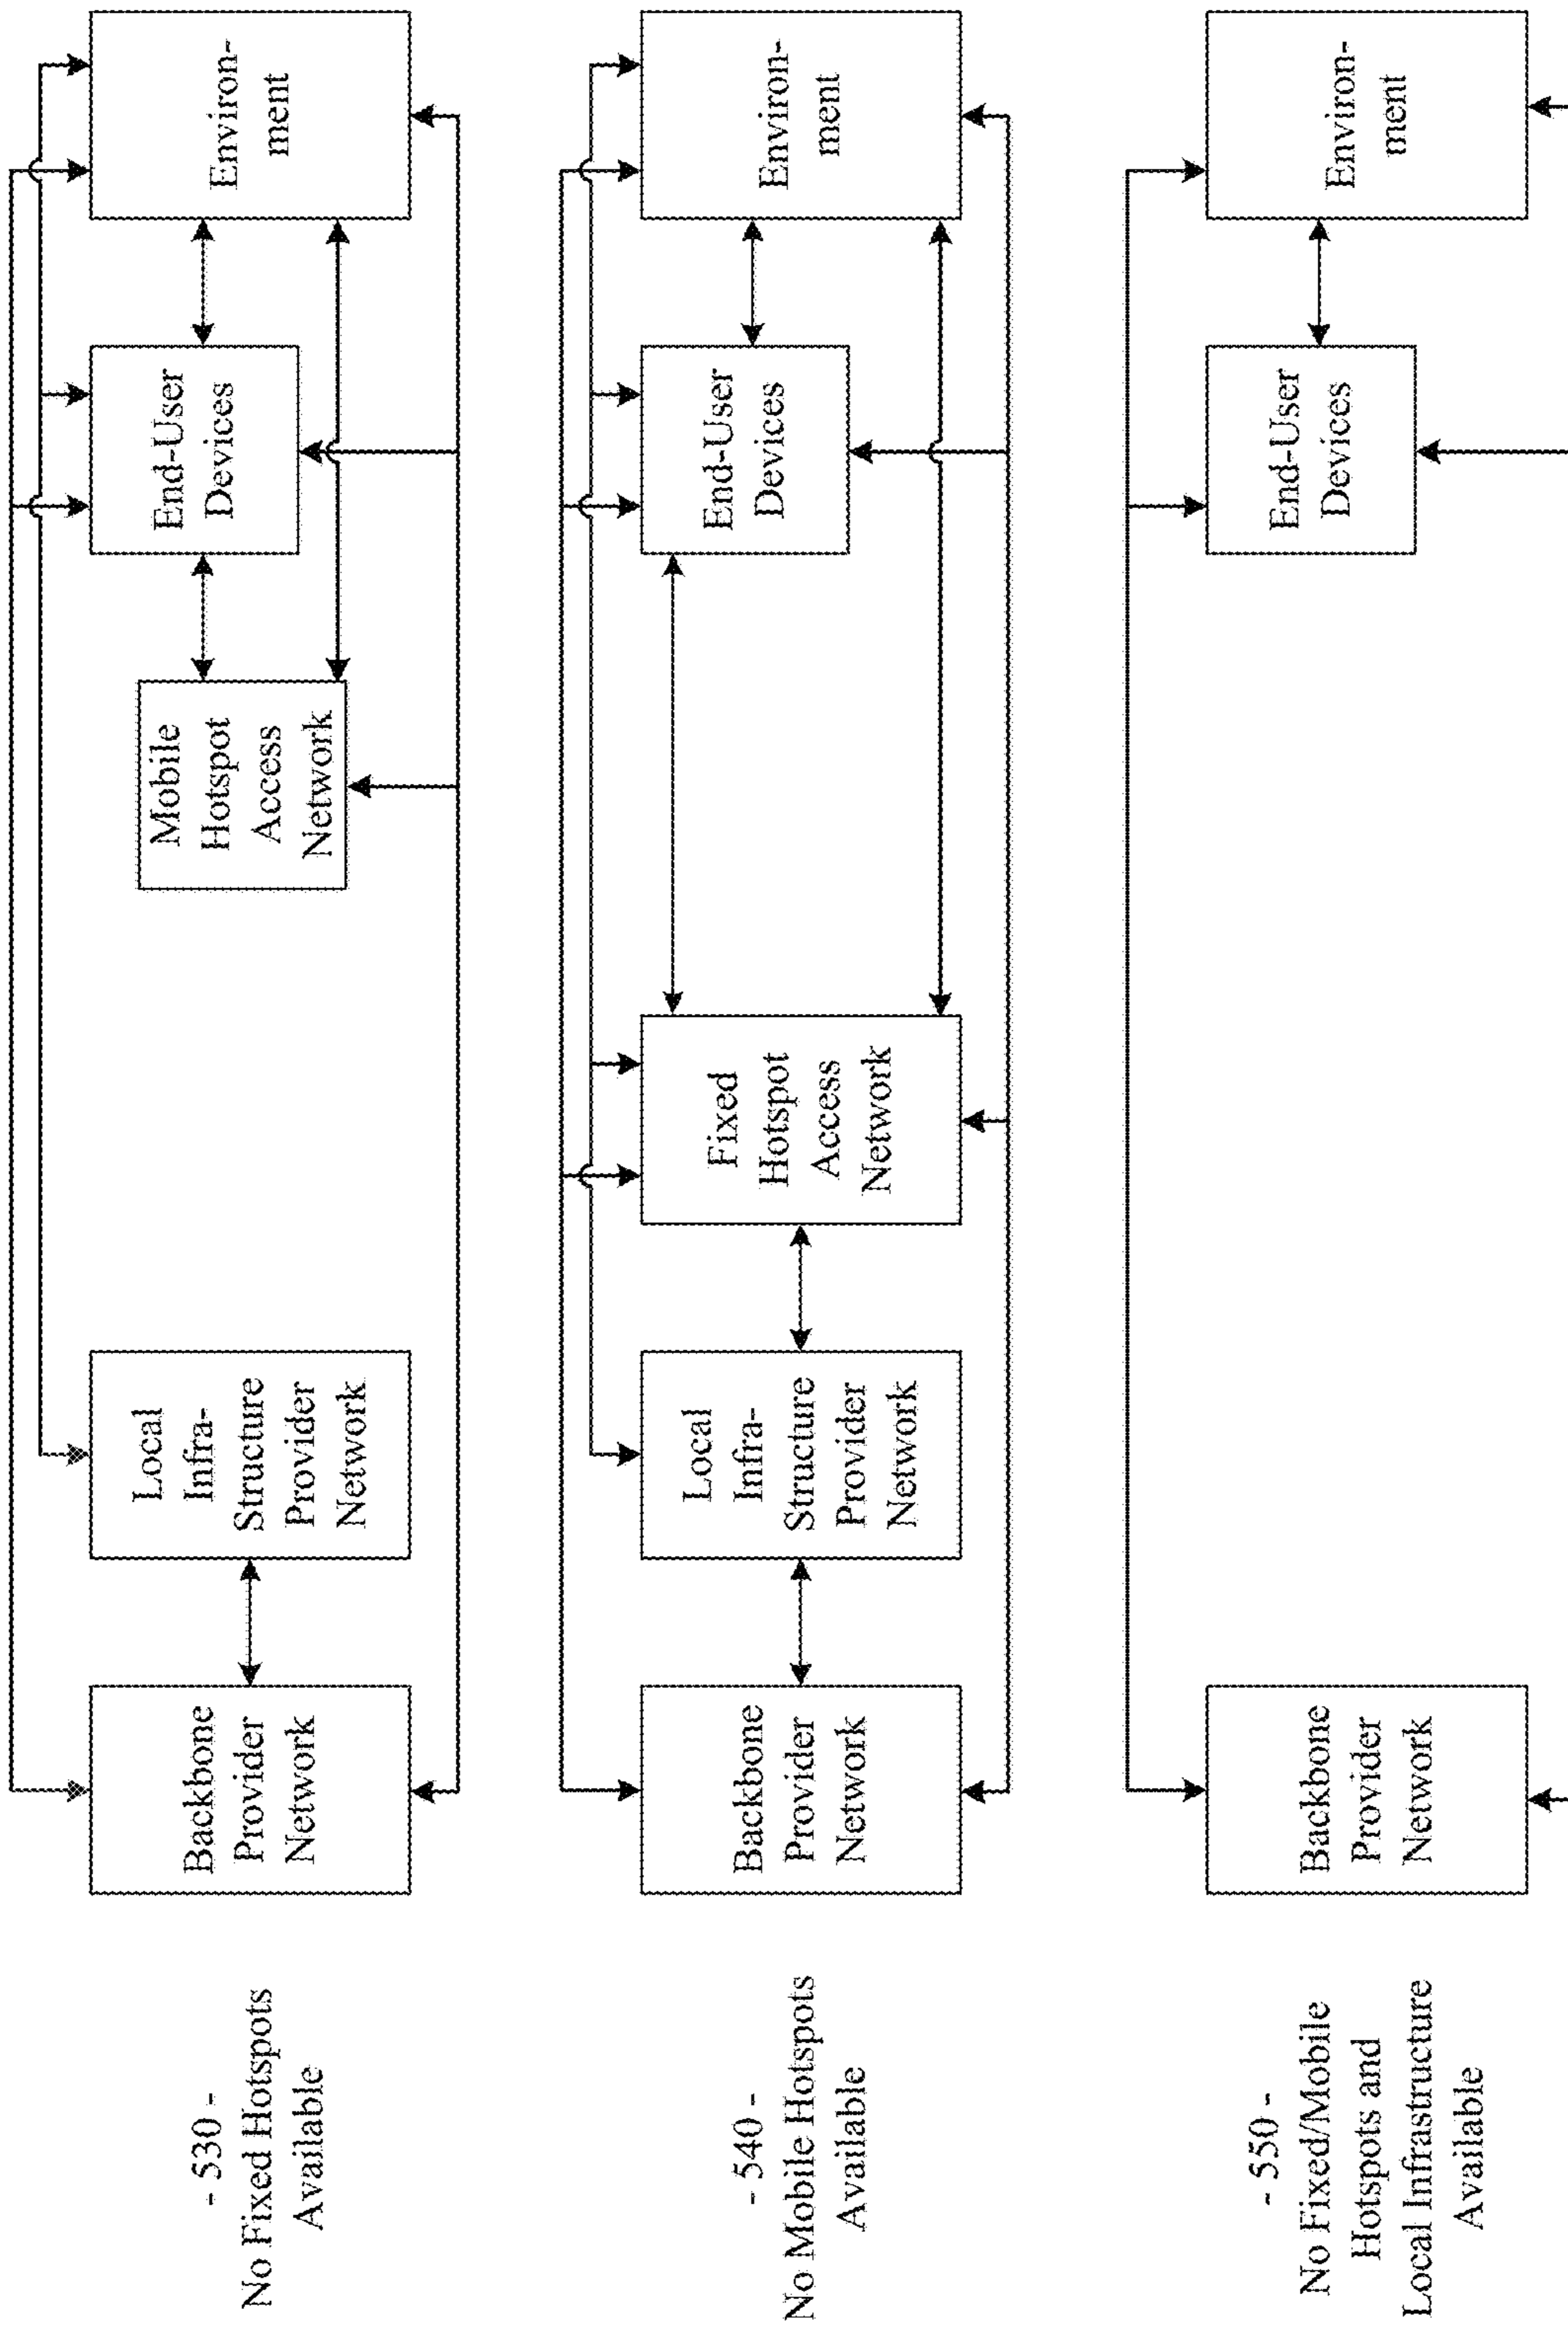 - 530 -
No Fixed Hotspots
Available
Backbone
Provider
Network
Local
Infra-
Structure
Provider
Network
Mobile
Hotspot
Access
Network
End-User
Devices
Environ-
ment
- 540 -
No Mobile Hotspots
Available
Backbone
Provider
Network
Local
Infra-
Structure
Provider
Network
Fixed
Hotspot
Access
Network
End-User
Devices
Environ-
ment
- 550 -
No Fixed/Mobile
Hotspots and
Local Infrastructure
Available
Backbone
Provider
Network
End-User
Devices
Environ-
ment